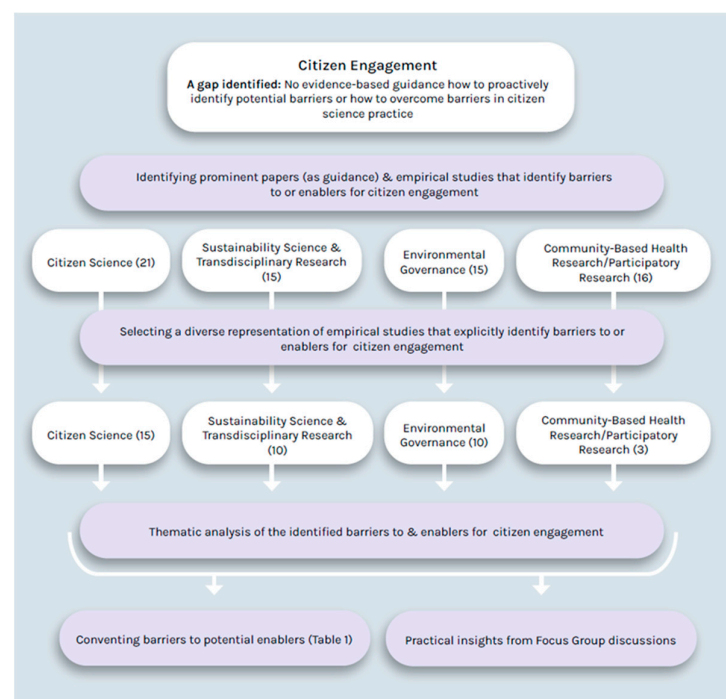 Citizen Engagement
A gap identified: No evidence-based guidance how to proactively
identify potential barriers or how to overcome barriers in citizen
science practice
Identifying prominent papers (as guidance) & empirical studies that identify barriers
to or enablers for citizen engagement
Citizen Science (21)
Sustainability Science &
Transdisciplinary Research
(15)
Environmental
Governance (15)
Community-Based Health
Research/Participatory
Research (16)
Selecting a diverse representation of empirical studies that explicitly identify barriers to or
enablers for citizen engagement
Citizen Science (15)
Sustainability Science &
Transdisciplinary Research
(10)
Environmental
Governance (10)
Community-Based Health
Research/Participatory
Research (3)
Thematic analysis of the identified barriers to & enablers for citizen engagement
Conventing barriers to potential enablers (Table 1)
Practical insights from Focus Group discussions